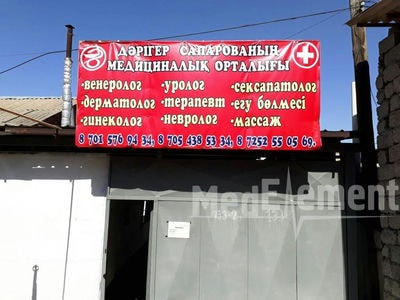 ДӘРІГЕР САПАРОВАНЫҢ
МЕДИЦИНАЛЫҚ ОРТАЛЫҒЫ
·венеролог ·уролог ·сексапатолог
·дерматолог ·терапевт ·егу бөлмесі
·гинеколог ·невролог ·массаж
8 701 576 94 34, 8 705 438 53 34, 8 7252 55 05 69.
MedElement